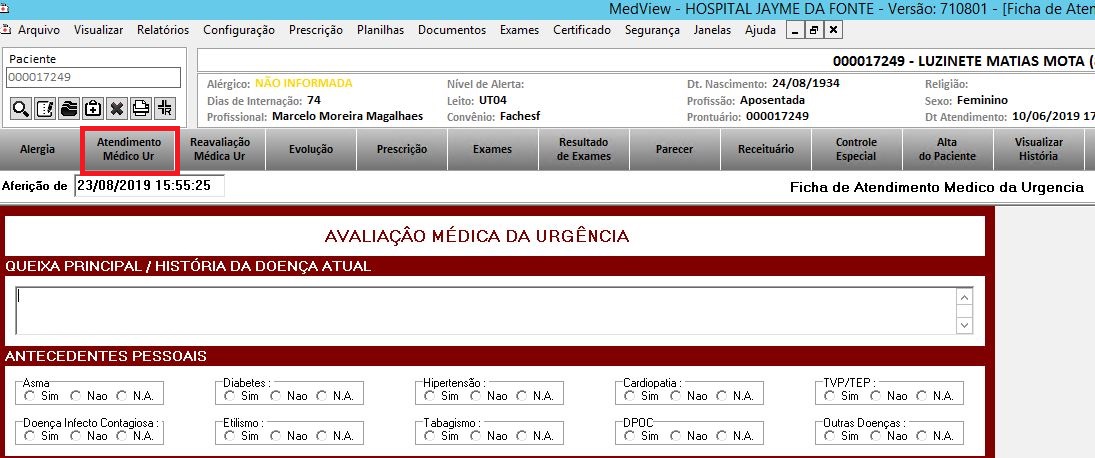 MedView - HOSPITAL JAYME DA FONTE - Versão: 710801 - [Ficha de Aten
Arquivo Visualizar Relatórios Configuração Prescrição Planilhas Documentos Exames Certificado Segurança Janelas Ajuda
Paciente
000017249
000017249 - LUZINETE MATIAS MOTA (
Alérgico: NÃO INFORMADA Nível de Alerta: Dt. Nascimento: 24/08/1934 Religião:
Dias de Internação: 74 Leito: UT04 Profissão: Aposentada Sexo: Feminino
Profissional: Marcelo Moreira Magalhaes Convênio: Fachesf Prontuário: 000017249 Dt Atendimento: 10/06/2019 17
Alergia
Atendimento
Médico Ur
Reavaliação
Médica Ur
Evolução
Prescrição
Exames
Resultado
de Exames
Parecer
Receituário
Controle
Especial
Alta
do Paciente
Visualizar
História
Aferição de 23/08/2019 15:55:25 Ficha de Atendimento Medico da Urgencia
AVALIAÇÂO MÉDICA DA URGÊNCIA
QUEIXA PRINCIPAL / HISTÓRIA DA DOENÇA ATUAL
ANTECEDENTES PESSOAIS
Asma Diabetes : Hipertensão : Cardiopatia : TVP/TEP :
Sim Nao N.A. Sim Nao N.A. Sim Nao N.A. Sim Nao N.A. Sim Nao N.A.
Doença Infecto Contagiosa : Etilismo : Tabagismo : DPOC Outras Doenças :
Sim Nao N.A. Sim Nao N.A. Sim Nao N.A. Sim Nao N.A. Sim Nao N.A.